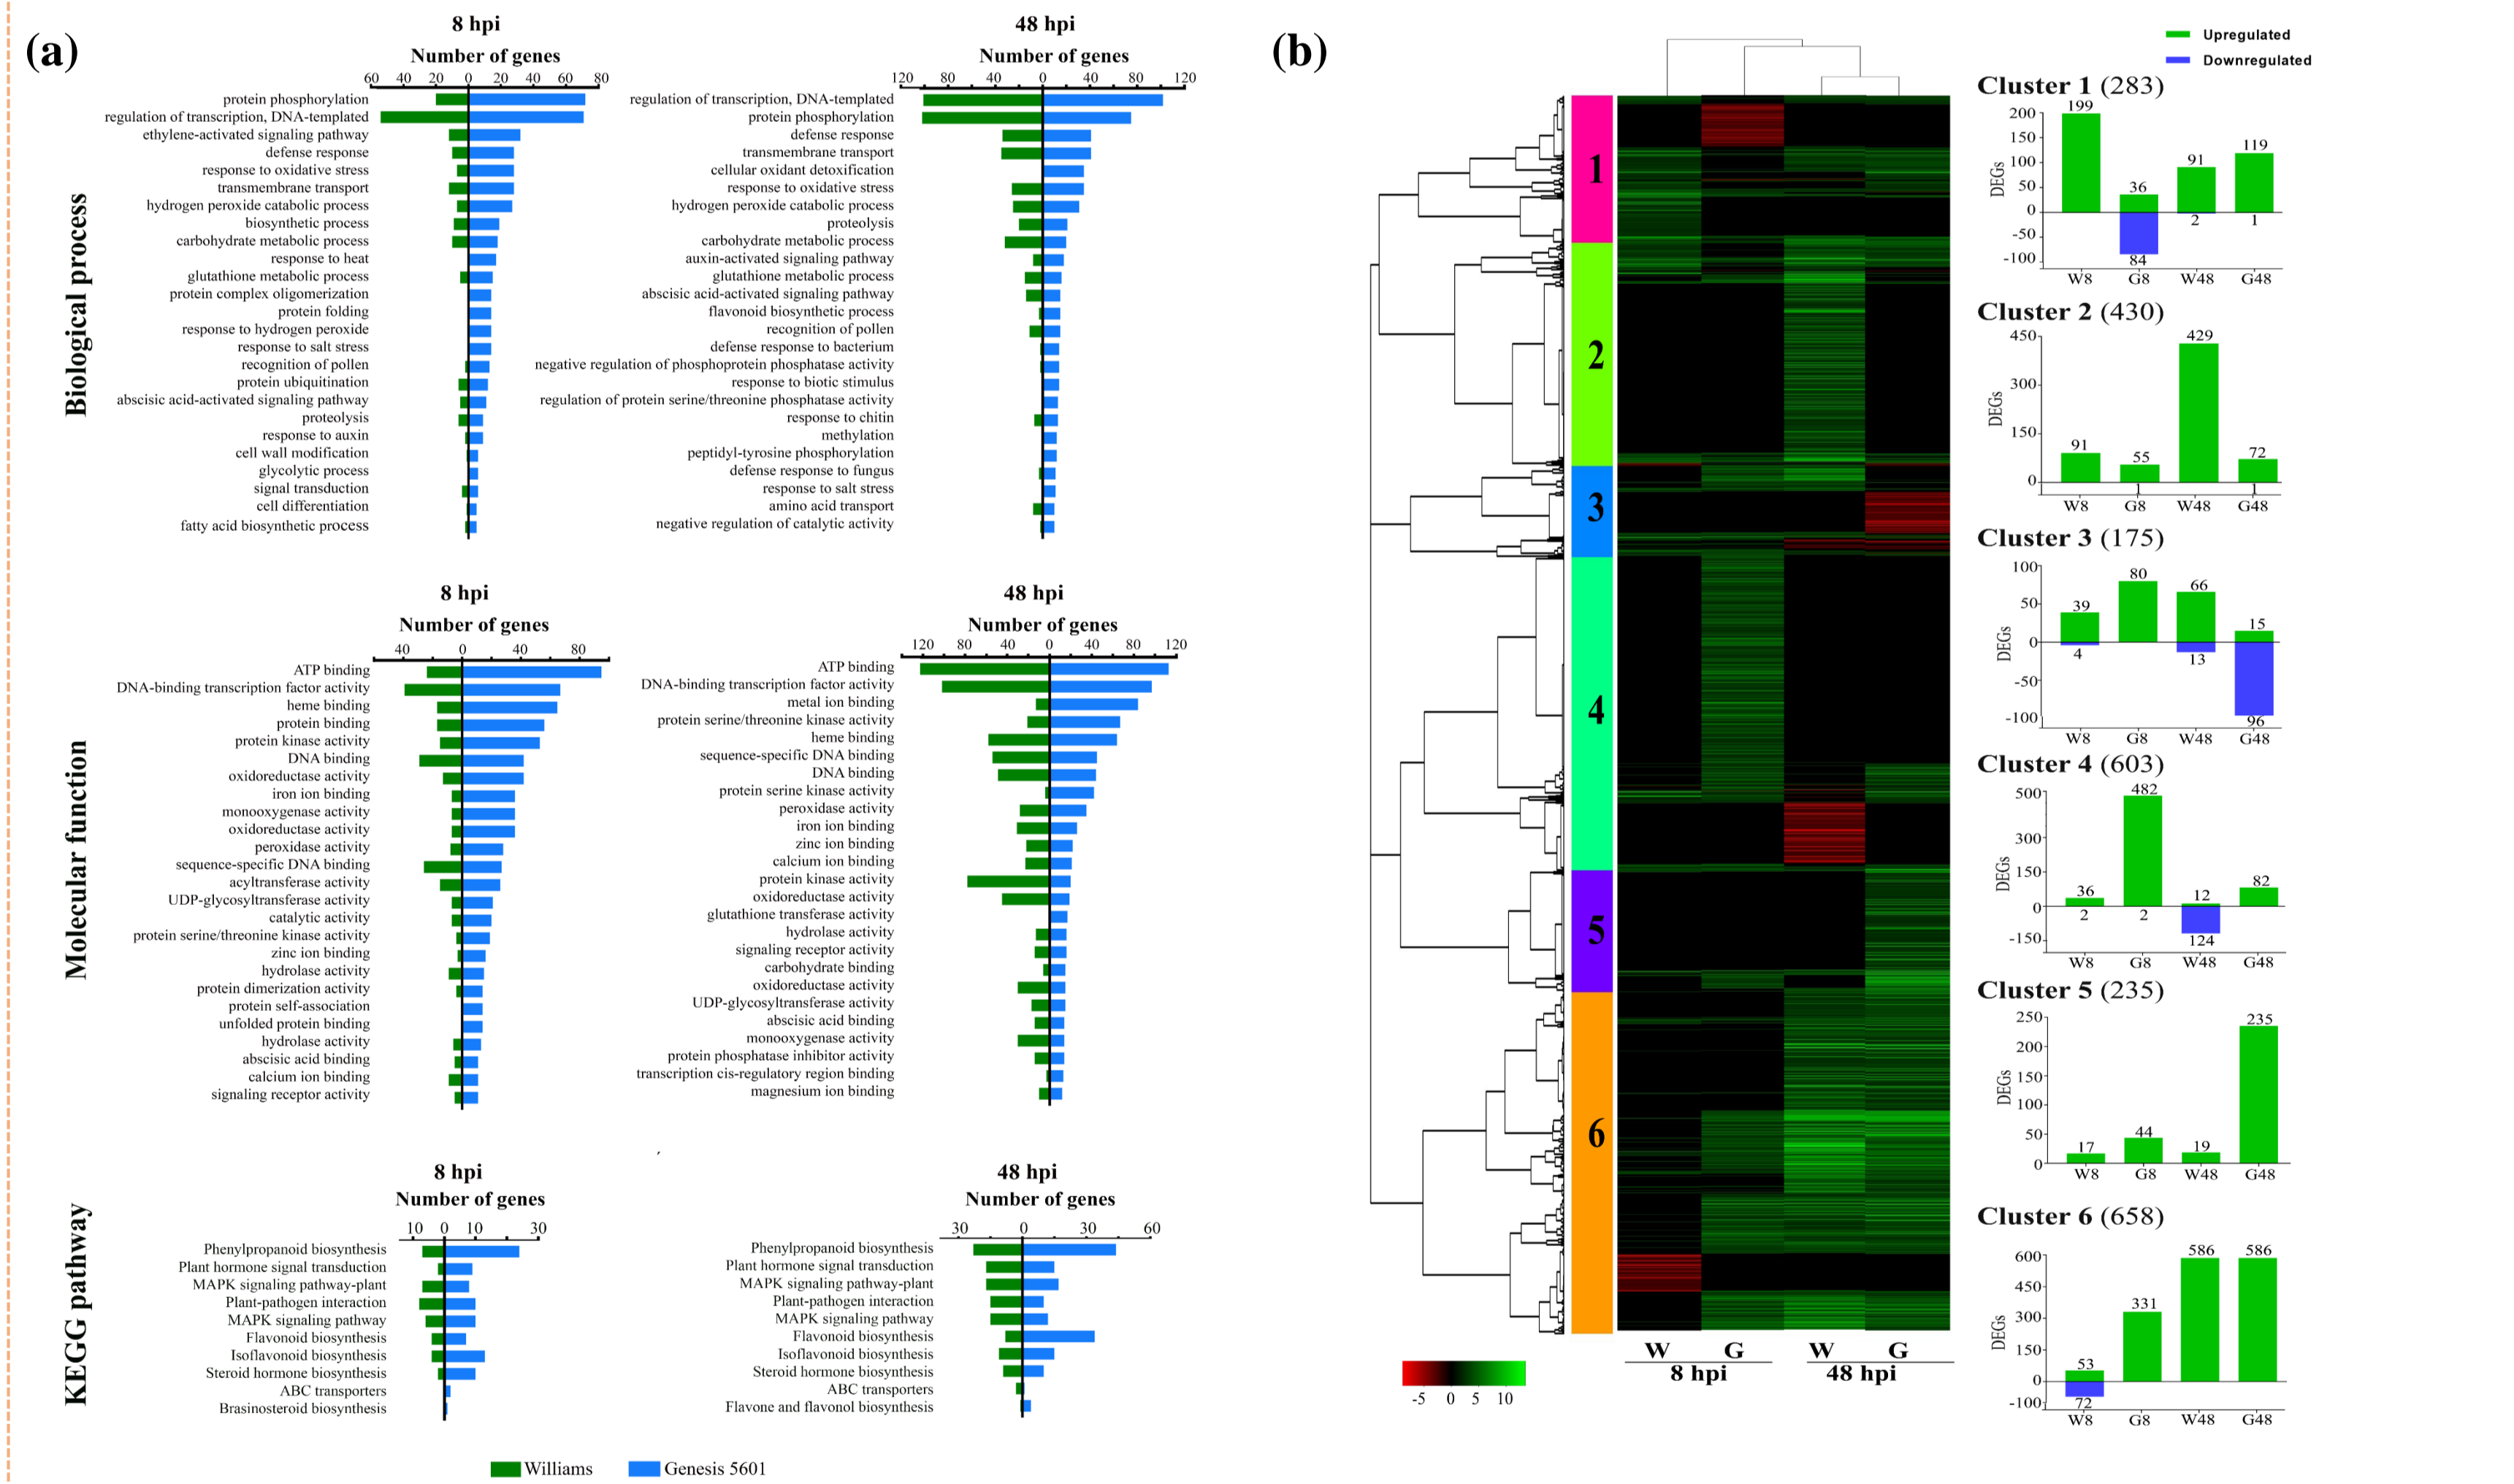 (a)
Biological process
8 hpi
Number of genes
60 40 20 0 20 40 60 80
protein phosphorylation
regulation of transcription, DNA-templated
ethylene-activated signaling pathway
defense response
response to oxidative stress
transmembrane transport
hydrogen peroxide catabolic process
biosynthetic process
carbohydrate metabolic process
response to heat
glutathione metabolic process
protein complex oligomerization
protein folding
response to hydrogen peroxide
response to salt stress
recognition of pollen
protein ubiquitination
abscisic acid-activated signaling pathway
proteolysis
response to auxin
cell wall modification
glycolytic process
signal transduction
cell differentiation
fatty acid biosynthetic process
48 hpi
Number of genes
120 80 40 0 40 80 120
regulation of transcription, DNA-templated
protein phosphorylation
defense response
transmembrane transport
cellular oxidant detoxification
response to oxidative stress
hydrogen peroxide catabolic process
proteolysis
carbohydrate metabolic process
auxin-activated signaling pathway
glutathione metabolic process
abscisic acid-activated signaling pathway
flavonoid biosynthetic process
recognition of pollen
defense response to bacterium
negative regulation of phosphoprotein phosphatase activity
response to biotic stimulus
regulation of protein serine/threonine phosphatase activity
response to chitin
methylation
peptidyl-tyrosine phosphorylation
defense response to fungus
response to salt stress
amino acid transport
negative regulation of catalytic activity
Molecular function
8 hpi
Number of genes
40 0 40 80
ATP binding
DNA-binding transcription factor activity
heme binding
protein binding
protein kinase activity
DNA binding
oxidoreductase activity
iron ion binding
monooxygenase activity
oxidoreductase activity
peroxidase activity
sequence-specific DNA binding
acyltransferase activity
UDP-glycosyltransferase activity
catalytic activity
protein serine/threonine kinase activity
zinc ion binding
hydrolase activity
protein dimerization activity
protein self-association
unfolded protein binding
hydrolase activity
abscisic acid binding
calcium ion binding
signaling receptor activity
48 hpi
Number of genes
120 80 40 0 40 80 120
ATP binding
DNA-binding transcription factor activity
metal ion binding
protein serine/threonine kinase activity
heme binding
sequence-specific DNA binding
DNA binding
protein serine kinase activity
peroxidase activity
iron ion binding
zinc ion binding
calcium ion binding
protein kinase activity
oxidoreductase activity
glutathione transferase activity
hydrolase activity
signaling receptor activity
carbohydrate binding
oxidoreductase activity
UDP-glycosyltransferase activity
abscisic acid binding
monooxygenase activity
protein phosphatase inhibitor activity
transcription cis-regulatory region binding
magnesium ion binding
KEGG pathway
8 hpi
Number of genes
10 0 10 30
Phenylpropanoid biosynthesis
Plant hormone signal transduction
MAPK signaling pathway-plant
Plant-pathogen interaction
MAPK signaling pathway
Flavonoid biosynthesis
Isoflavonoid biosynthesis
Steroid hormone biosynthesis
ABC transporters
Brasinosteroid biosynthesis
48 hpi
Number of genes
30 0 30 60
Phenylpropanoid biosynthesis
Plant hormone signal transduction
MAPK signaling pathway-plant
Plant-pathogen interaction
MAPK signaling pathway
Flavonoid biosynthesis
Isoflavonoid biosynthesis
Steroid hormone biosynthesis
ABC transporters
Flavone and flavonol biosynthesis
Williams Genesis 5601
(b)
1
2
3
4
5
6
W G W G
8 hpi 48 hpi
-5 0 5 10
Upregulated
Downregulated
Cluster 1 (283)
DEGs
200
150
100
50
0
-50
-100
199
36
84
91
2
119
1
W8 G8 W48 G48
Cluster 2 (430)
DEGs
450
300
150
0
91
55
1
429
72
1
W8 G8 W48 G48
Cluster 3 (175)
DEGs
100
50
0
-50
-100
39
4
80
66
13
15
96
W8 G8 W48 G48
Cluster 4 (603)
DEGs
500
300
150
0
-150
36
2
482
2
12
124
82
W8 G8 W48 G48
Cluster 5 (235)
DEGs
250
200
150
100
50
0
17
44
19
235
W8 G8 W48 G48
Cluster 6 (658)
DEGs
600
450
300
150
0
-100
53
72
331
586
586
W8 G8 W48 G48